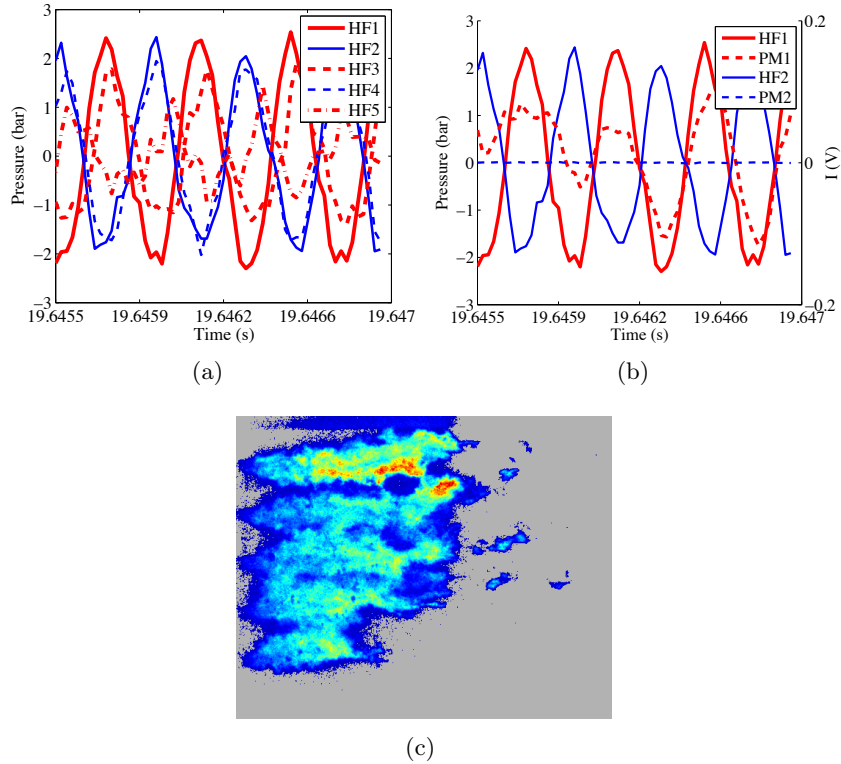 3
2
1
0
−1
−2
−3
Pressure (bar)
19.6455
19.6459
19.6462
19.6466
19.647
Time (s)
HF1
HF2
HF3
HF4
HF5
(a)
3
2
1
0
−1
−2
−3
Pressure (bar)
19.6455
19.6459
19.6462
19.6466
19.647
Time (s)
0.2
0
−0.2
I (V)
HF1
PM1
HF2
PM2
(b)
(c)